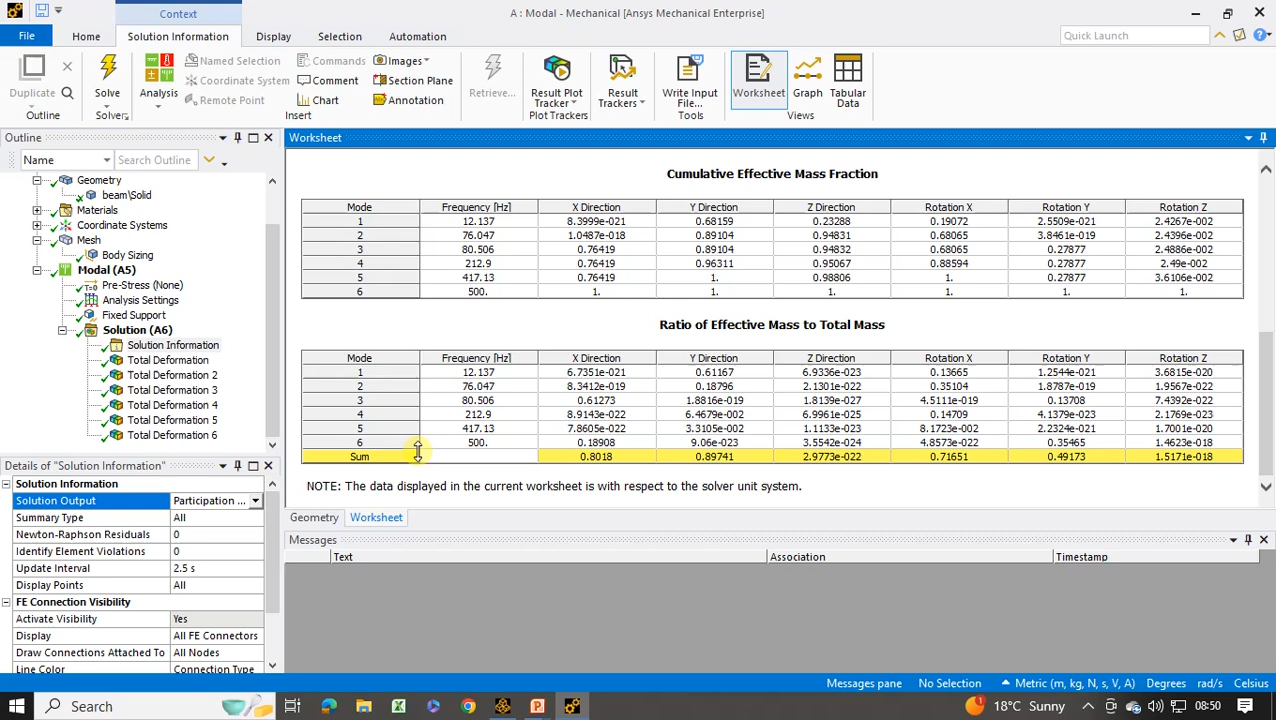 Context
A : Modal - Mechanical [Ansys Mechanical Enterprise]
File
Home
Solution Information
Display
Selection
Automation
Quick Launch
Duplicate
Outline
Solve
Solver
Analysis
Named Selection
Coordinate System
Remote Point
Commands
Comment
Chart
Images
Section Plane
Annotation
Insert
Retrieve...
Result Plot
Tracker
Plot Trackers
Result
Trackers
Write Input
File...
Tools
Worksheet
Graph
Tabular
Data
Views
Outline
Name
Search Outline
Geometry
beam\Solid
Materials
Coordinate Systems
Mesh
Body Sizing
Modal (A5)
Pre-Stress (None)
Analysis Settings
Fixed Support
Solution (A6)
Solution Information
Total Deformation
Total Deformation 2
Total Deformation 3
Total Deformation 4
Total Deformation 5
Total Deformation 6
Details of "Solution Information"
Solution Information
Solution Output Participation ...
Summary Type All
Newton-Raphson Residuals 0
Identify Element Violations 0
Update Interval 2.5 s
Display Points All
FE Connection Visibility
Activate Visibility Yes
Display All FE Connectors
Draw Connections Attached To All Nodes
Line Color Connection Type
Worksheet
Cumulative Effective Mass Fraction
Mode Frequency [Hz] X Direction Y Direction Z Direction Rotation X Rotation Y Rotation Z
1 12.137 8.3999e-021 0.68159 0.23288 0.19072 2.5509e-021 2.4267e-002
2 76.047 1.0487e-018 0.89104 0.94831 0.68065 3.8461e-019 2.4396e-002
3 80.506 0.76419 0.89104 0.94832 0.68065 0.27877 2.4886e-002
4 212.9 0.76419 0.96311 0.95067 0.88594 0.27877 2.49e-002
5 417.13 0.76419 1. 0.98806 1. 0.27877 3.6106e-002
6 500. 1. 1. 1. 1. 1. 1.
Ratio of Effective Mass to Total Mass
Mode Frequency [Hz] X Direction Y Direction Z Direction Rotation X Rotation Y Rotation Z
1 12.137 6.7351e-021 0.61167 6.9336e-023 0.13665 1.2544e-021 3.6815e-020
2 76.047 8.3412e-019 0.18796 2.1301e-022 0.35104 1.8787e-019 1.9567e-022
3 80.506 0.61273 1.8816e-019 1.8139e-027 4.5111e-019 0.13708 7.4392e-022
4 212.9 8.9143e-022 6.4679e-002 6.9961e-025 0.14709 4.1379e-023 2.1769e-023
5 417.13 7.8605e-022 3.3105e-002 1.1133e-023 8.1722e-002 2.2324e-021 1.7001e-020
6 500. 0.18908 9.06e-023 3.5542e-024 4.8573e-022 0.35465 1.4623e-018
Sum 0.8018 0.89741 2.9773e-022 0.71651 0.49173 1.5171e-018
NOTE: The data displayed in the current worksheet is with respect to the solver unit system.
Geometry
Worksheet
Messages
Text
Association
Timestamp
Messages pane
No Selection
Metric (m, kg, N, s, V, A)
Degrees
rad/s
Celsius
Search
18°C Sunny
08:50